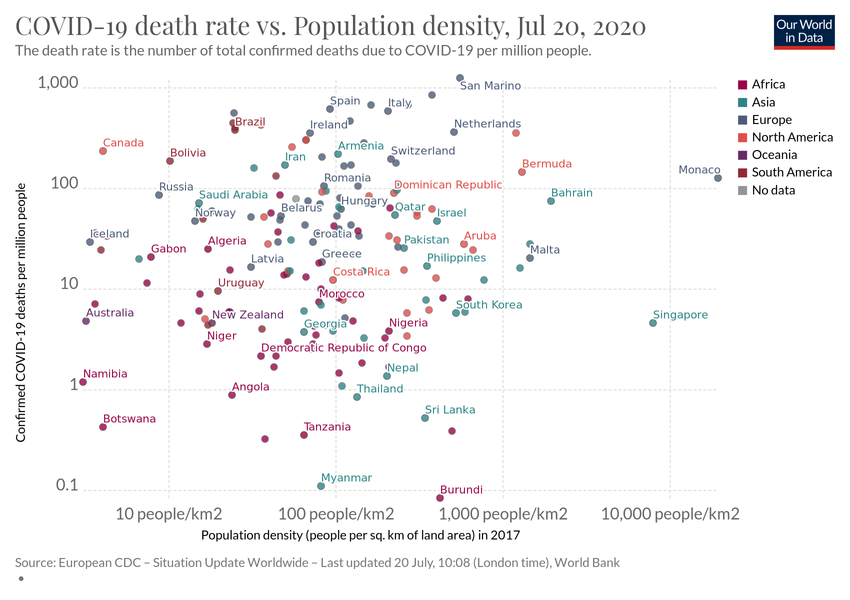 COVID-19 death rate vs. Population density, Jul 20, 2020
The death rate is the number of total confirmed deaths due to COVID-19 per million people.
Our World
in Data
1,000
100
10
1
0.1
Confirmed COVID-19 deaths per million people
San Marino
Spain
Italy
Brazil
Ireland
Netherlands
Canada
Armenia
Bolivia
Iran
Switzerland
Bermuda
Monaco
Romania
Russia
Dominican Republic
Saudi Arabia
Hungary
Bahrain
Norway
Belarus
Qatar
Israel
Iceland
Croatia
Aruba
Gabon
Algeria
Pakistan
Malta
Latvia
Greece
Philippines
Costa Rica
Uruguay
Morocco
South Korea
Australia
New Zealand
Georgia
Nigeria
Singapore
Niger
Democratic Republic of Congo
Namibia
Nepal
Angola
Thailand
Botswana
Tanzania
Sri Lanka
Myanmar
Burundi
10 people/km2
100 people/km2
1,000 people/km2
10,000 people/km2
Population density (people per sq. km of land area) in 2017
Africa
Asia
Europe
North America
Oceania
South America
No data
Source: European CDC – Situation Update Worldwide – Last updated 20 July, 10:08 (London time), World Bank